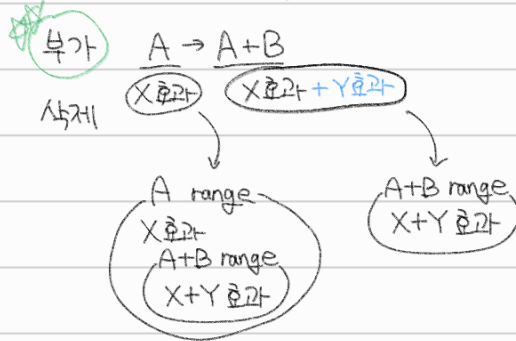 부가 A → A+B
삭제 X효과 X효과 + Y효과
A range
X효과
A+B range
X+Y 효과
A+B range
X+Y 효과